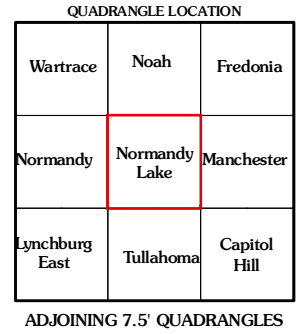 QUADRANGLE LOCATION
Wartrace
Noah
Fredonia
Normandy
Normandy
Lake
Manchester
Lynchburg
East
Tullahoma
Capitol
Hill
ADJOINING 7.5' QUADRANGLES